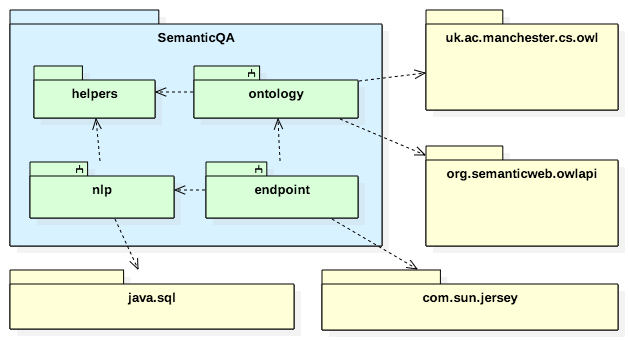 SemanticQA
uk.ac.manchester.cs.owl
helpers
ontology
org.semanticweb.owlapi
nlp
endpoint
java.sql
com.sun.jersey